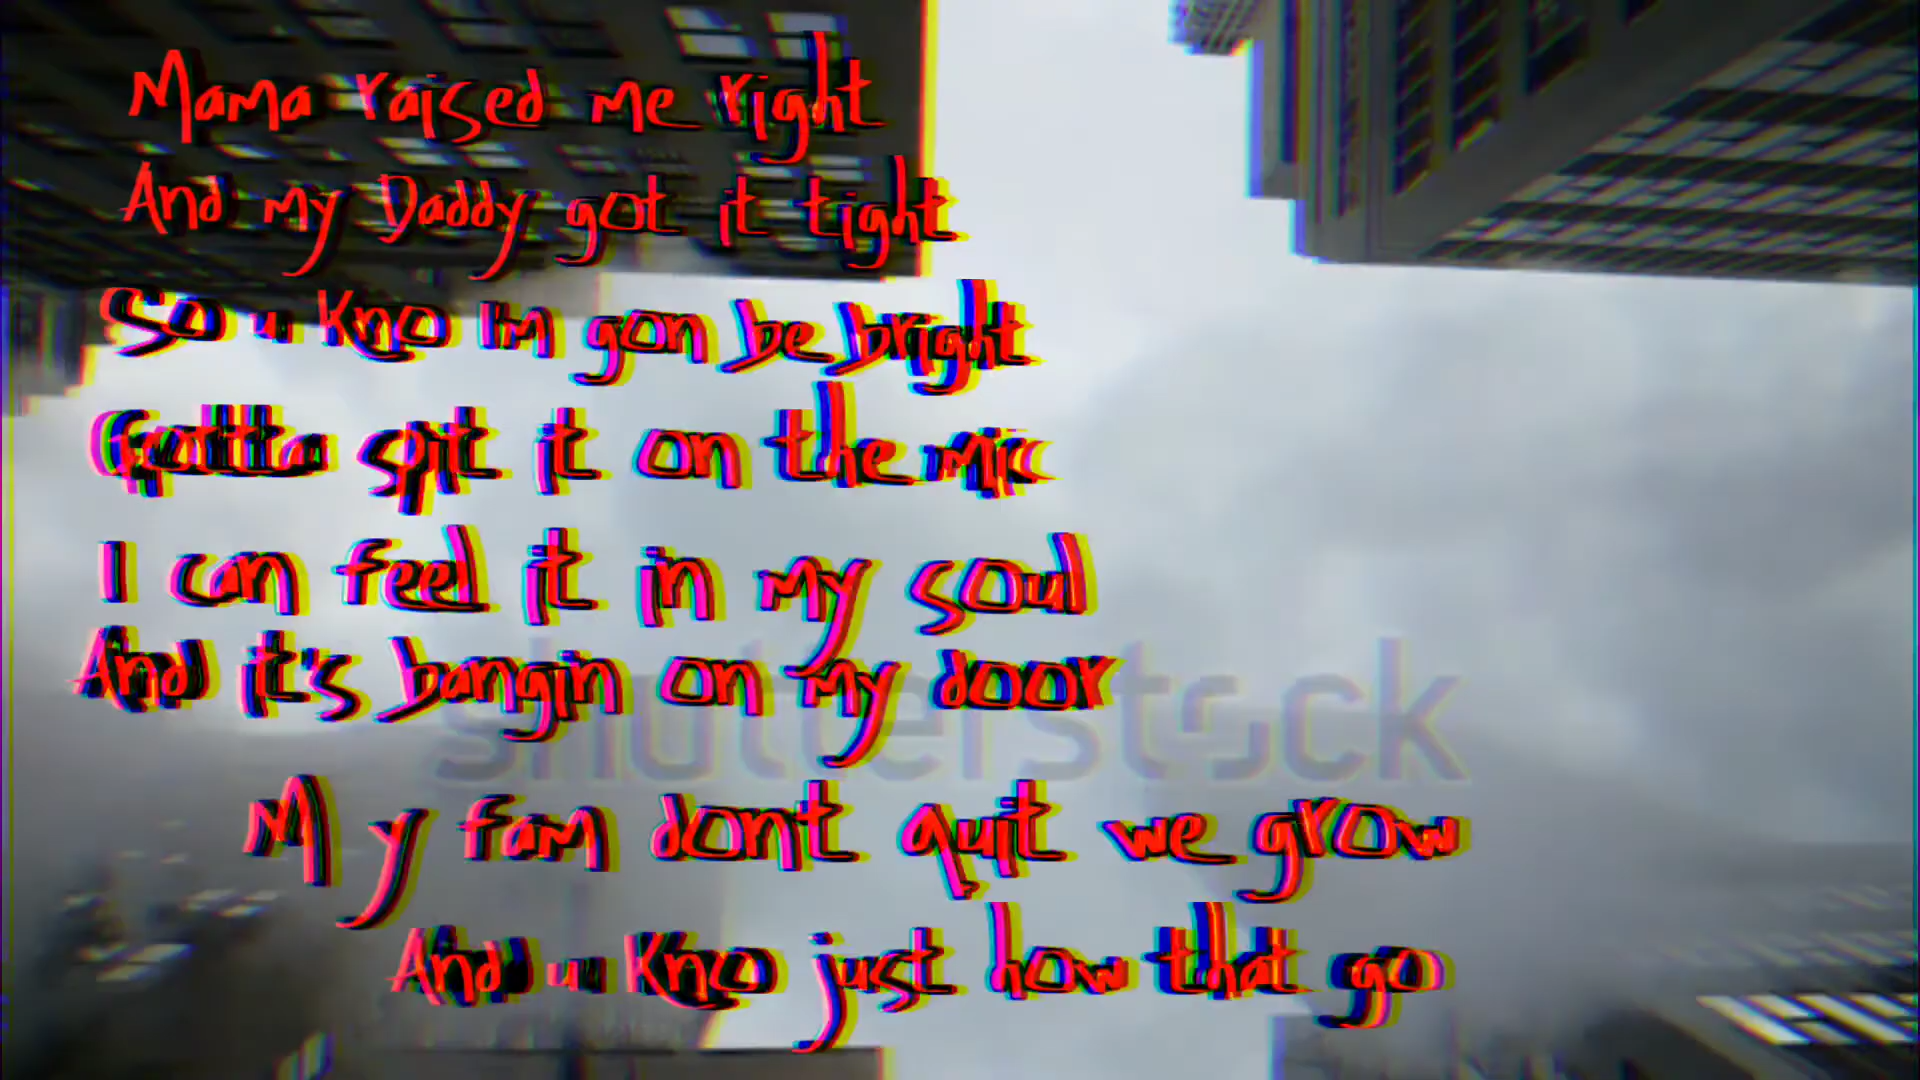 Mama raised me right
And my Daddy got it tight
So u kno I'm gon be bright
Gotta spit it on the mic
I can feel it in my soul
And it's bangin on my door
shutterstock
My fam dont quit we grow
And u kno just how that go